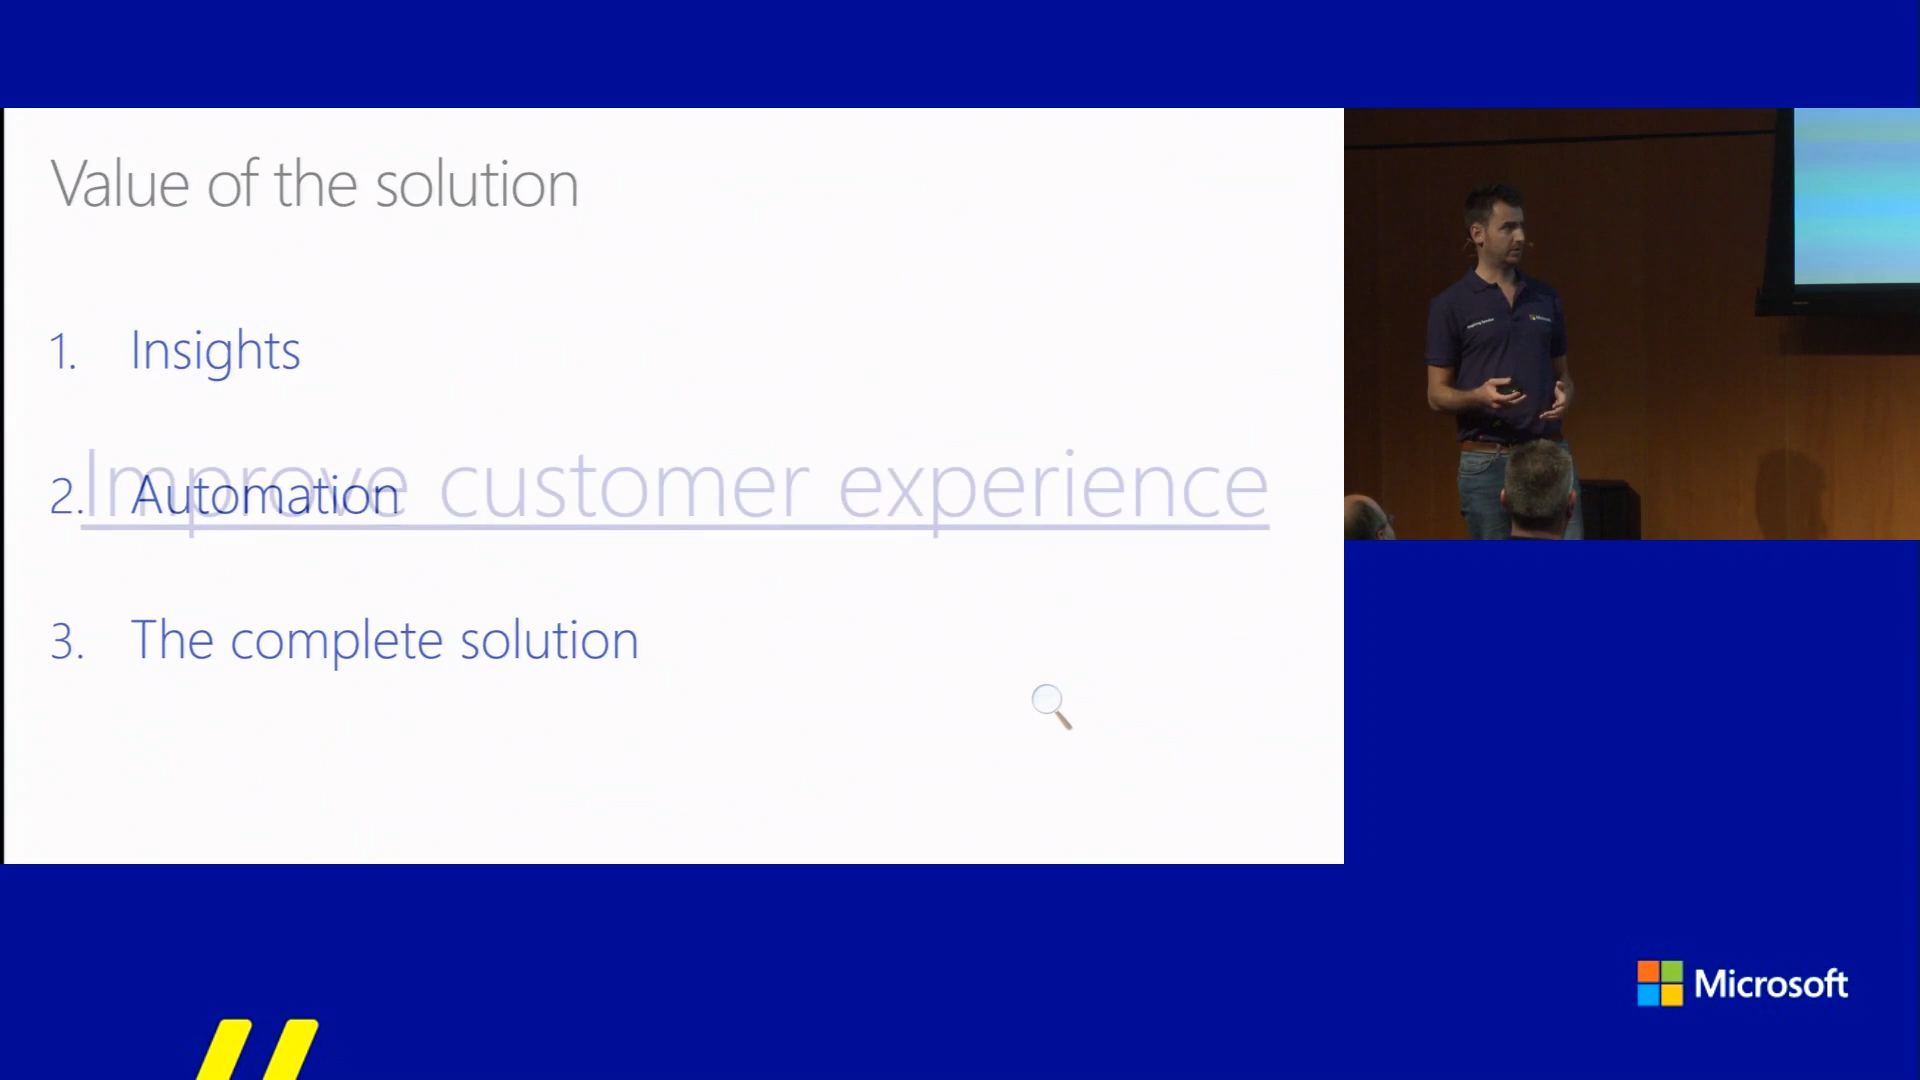 Value of the solution
1. Insights
Improve customer experience
2. Automation
3. The complete solution
Microsoft